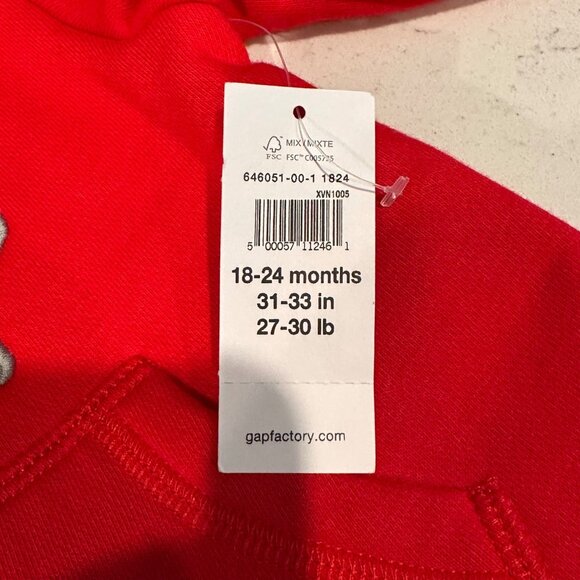 MIX / MIXTE
FSC FSC™ C005735
646051-00-1 1824
XVN1005
5 00057 11246 1
18-24 months
31-33 in
27-30 lb
gapfactory.com